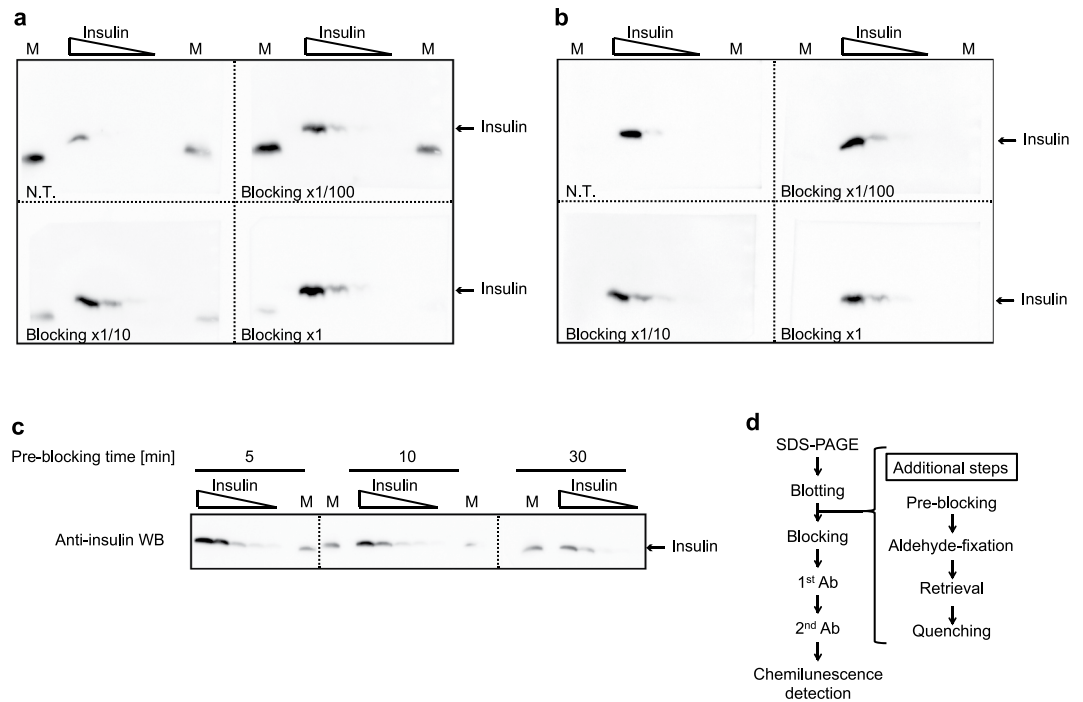 a
Insulin
Insulin
M
M
M
M
Insulin
N.T.
Blocking x1/100
Insulin
Blocking x1/10
Blocking x1
b
Insulin
Insulin
M
M
M
M
Insulin
N.T.
Blocking x1/100
Insulin
Blocking x1/10
Blocking x1
c
Pre-blocking time [min]
5
10
30
Insulin
Insulin
Insulin
M
M
M
M
Anti-insulin WB
Insulin
d
SDS-PAGE
Blotting
Blocking
1st Ab
2nd Ab
Chemilunescence
detection
Additional steps
Pre-blocking
Aldehyde-fixation
Retrieval
Quenching